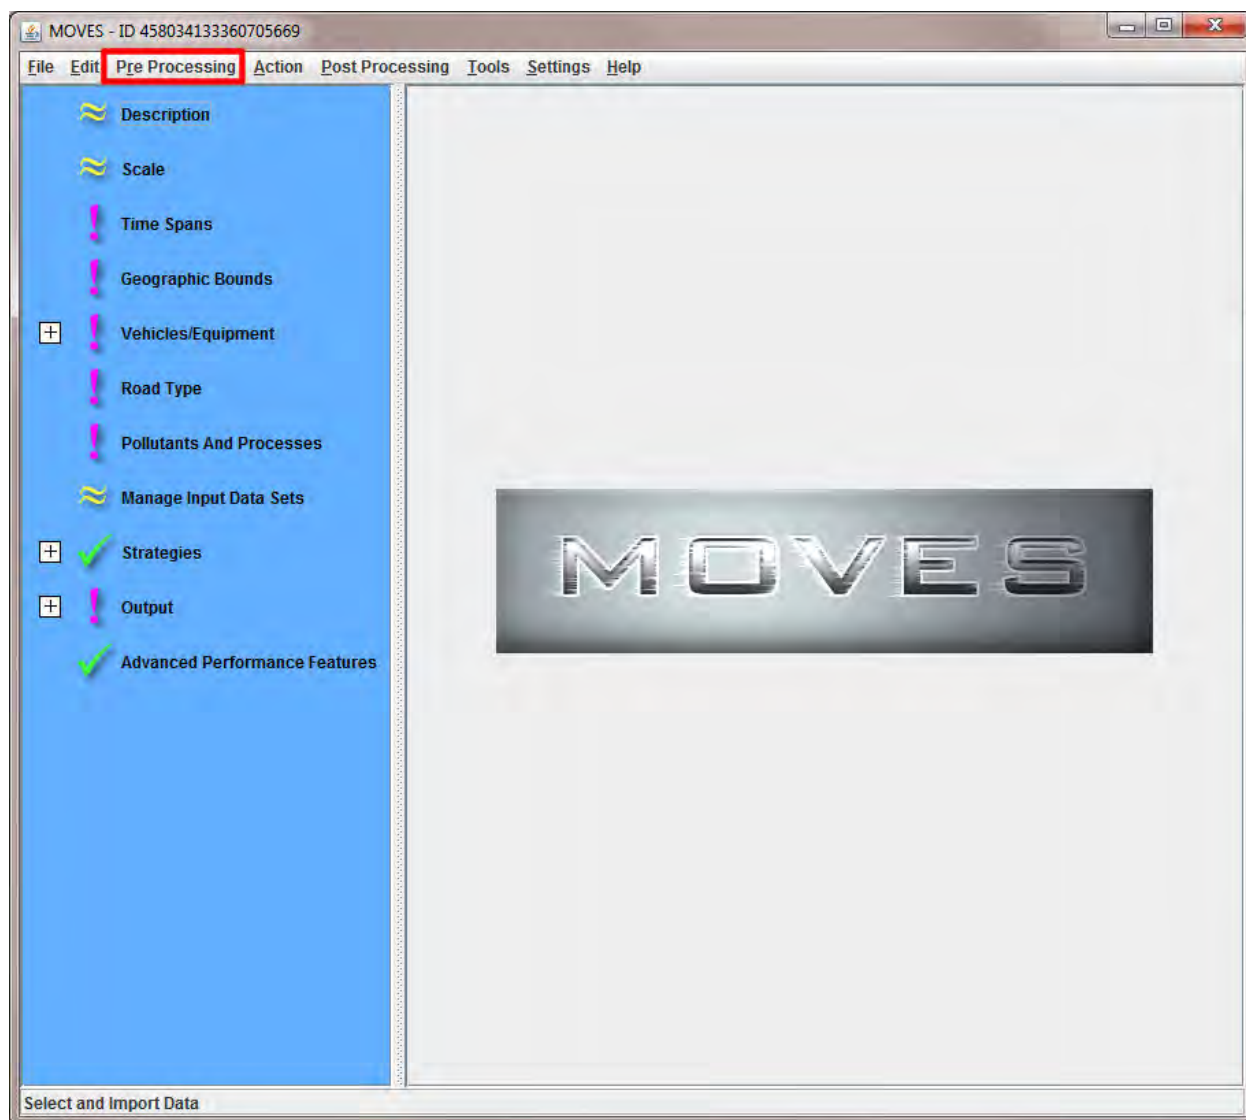 MOVES - ID 458034133360705669
File Edit Pre Processing Action Post Processing Tools Settings Help
Description
Scale
Time Spans
Geographic Bounds
Vehicles/Equipment
Road Type
Pollutants And Processes
Manage Input Data Sets
Strategies
Output
Advanced Performance Features
MOVES
Select and Import Data